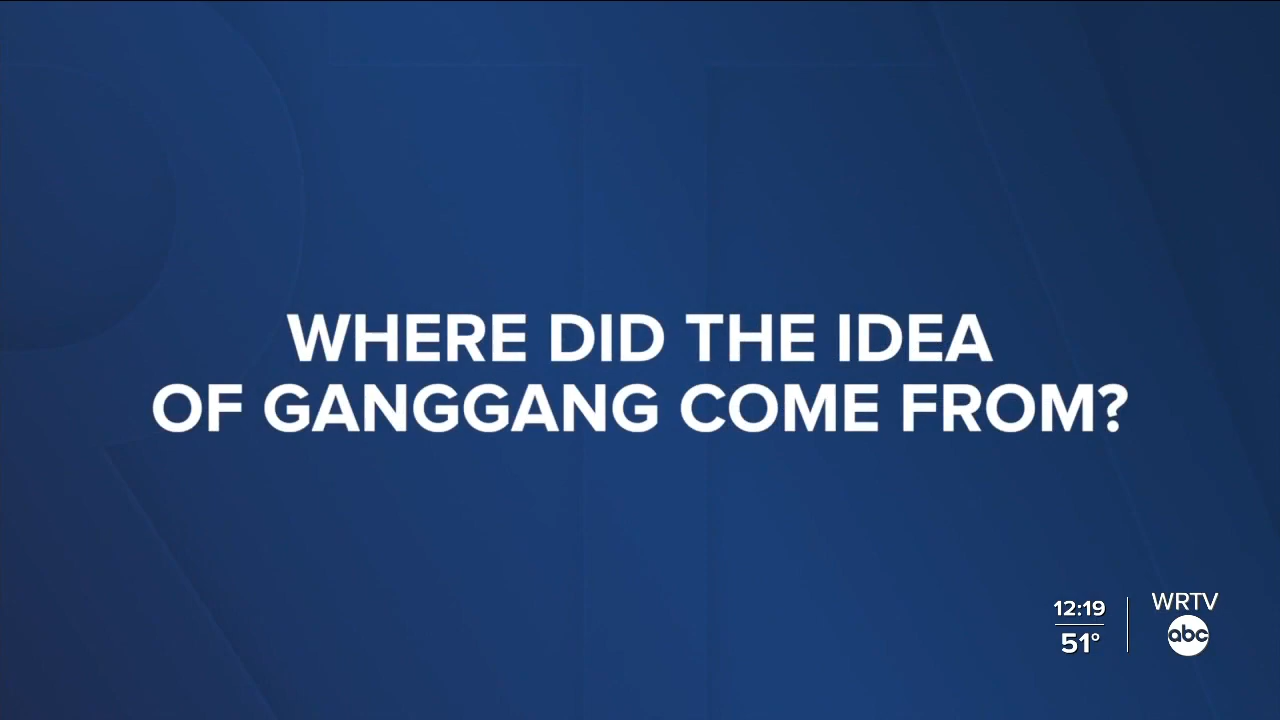 WHERE DID THE IDEA
OF GANGGANG COME FROM?
12:19
51°
WRTV
abc